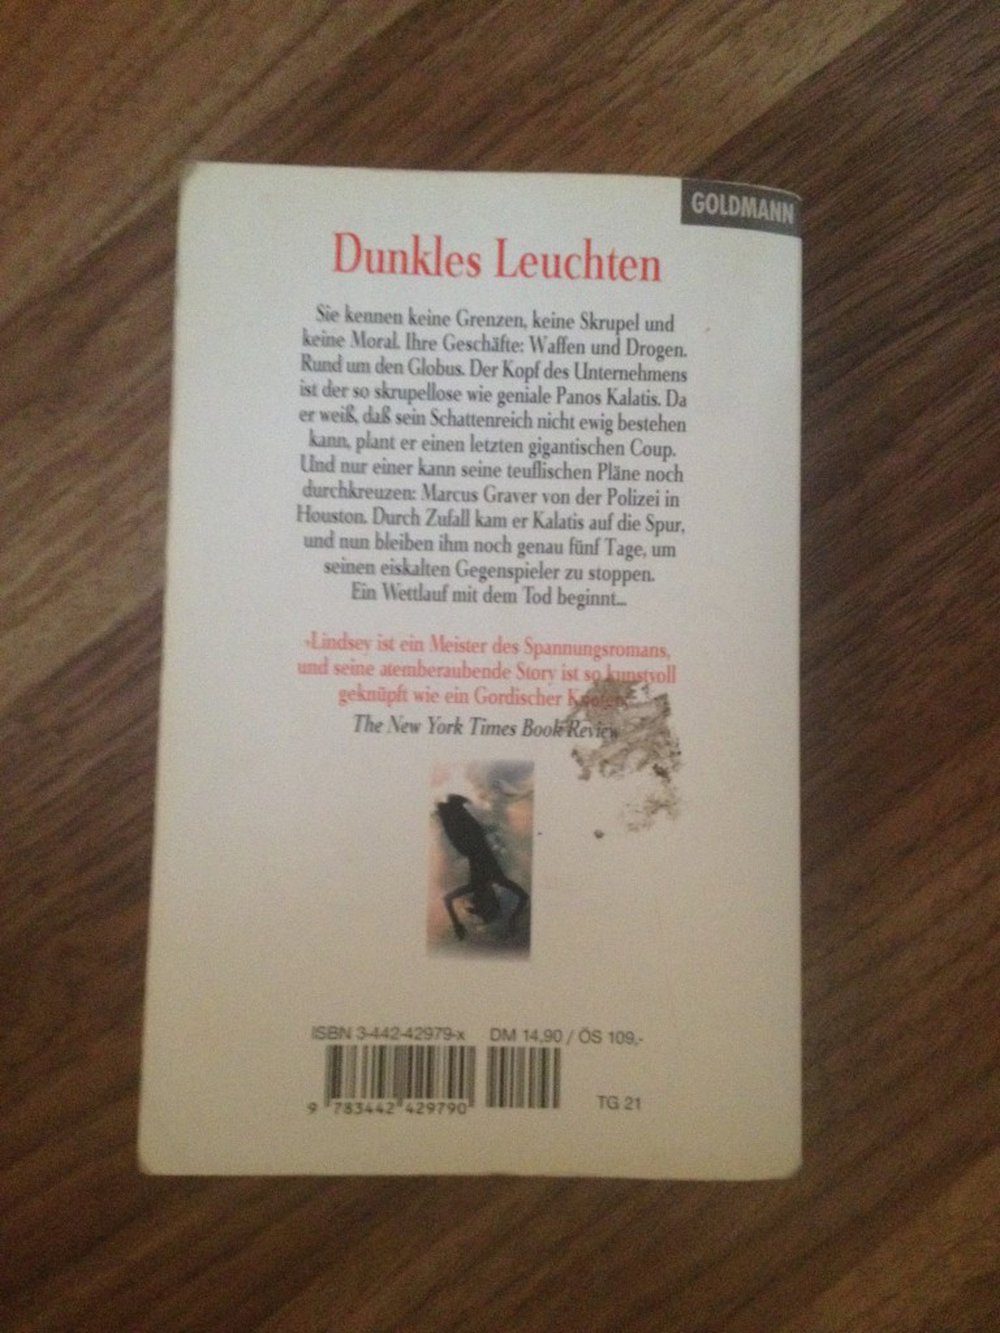 GOLDMANN
Dunkles Leuchten
Sie kennen keine Grenzen, keine Skrupel und
keine Moral. Ihre Geschäfte: Waffen und Drogen.
Rund um den Globus. Der Kopf des Unternehmens
ist der so skrupellose wie geniale Panos Kalatis. Da
er weiß, daß sein Schattenreich nicht ewig bestehen
kann, plant er einen letzten gigantischen Coup.
Und nur einer kann seine teuflischen Pläne noch
durchkreuzen: Marcus Graver von der Polizei in
Houston. Durch Zufall kam er Kalatis auf die Spur,
und nun bleiben ihm noch genau fünf Tage, um
seinen eiskalten Gegenspieler zu stoppen.
Ein Wettlauf mit dem Tod beginnt...
»Lindsey ist ein Meister des Spannungsromans,
und seine atemberaubende Story ist so kunstvoll
geknüpft wie ein Gordischer
The New York Times Book Review
ISBN 3-442-42979-x DM 14,90 / ÖS 109,-
9 783442 429790
TG 21